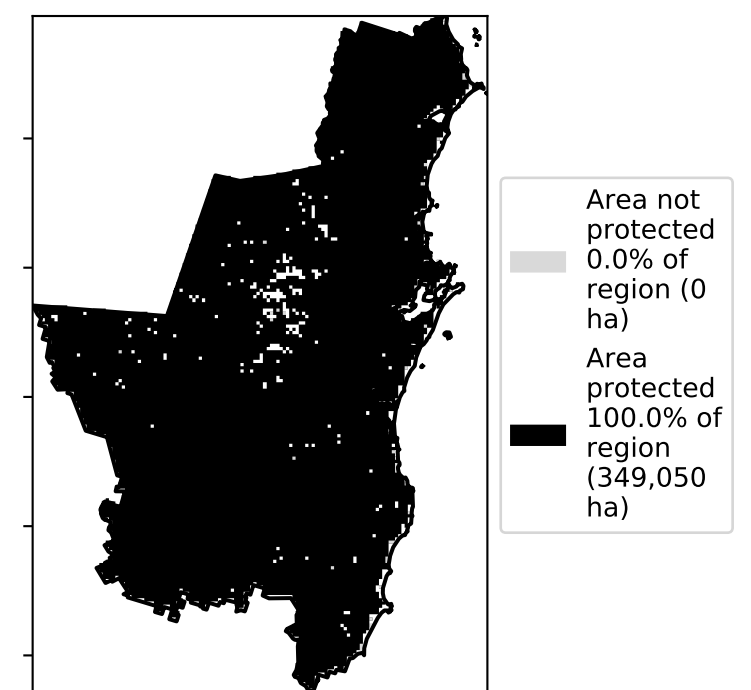 Area not
protected
0.0% of
region (0
ha)
Area
protected
100.0% of
region
(349,050
ha)